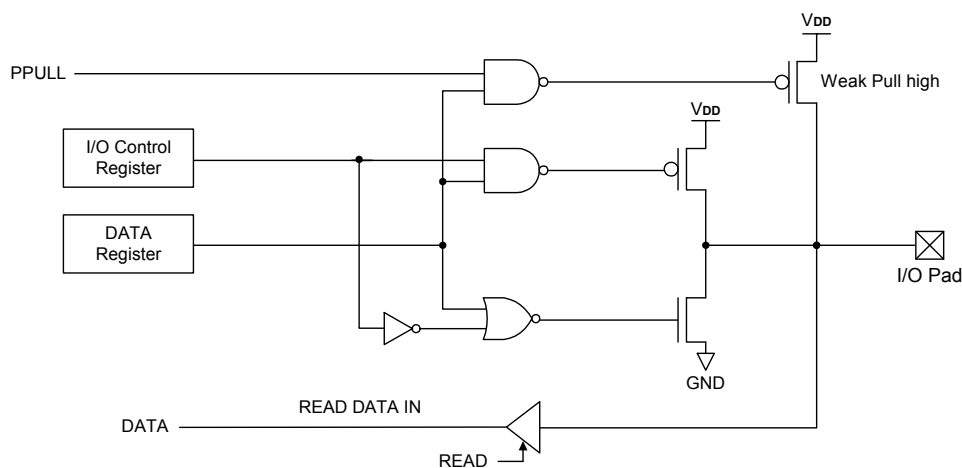 VDD
PPULL
Weak Pull high
VDD
I/O Control
Register
DATA
Register
I/O Pad
GND
READ DATA IN
DATA
READ